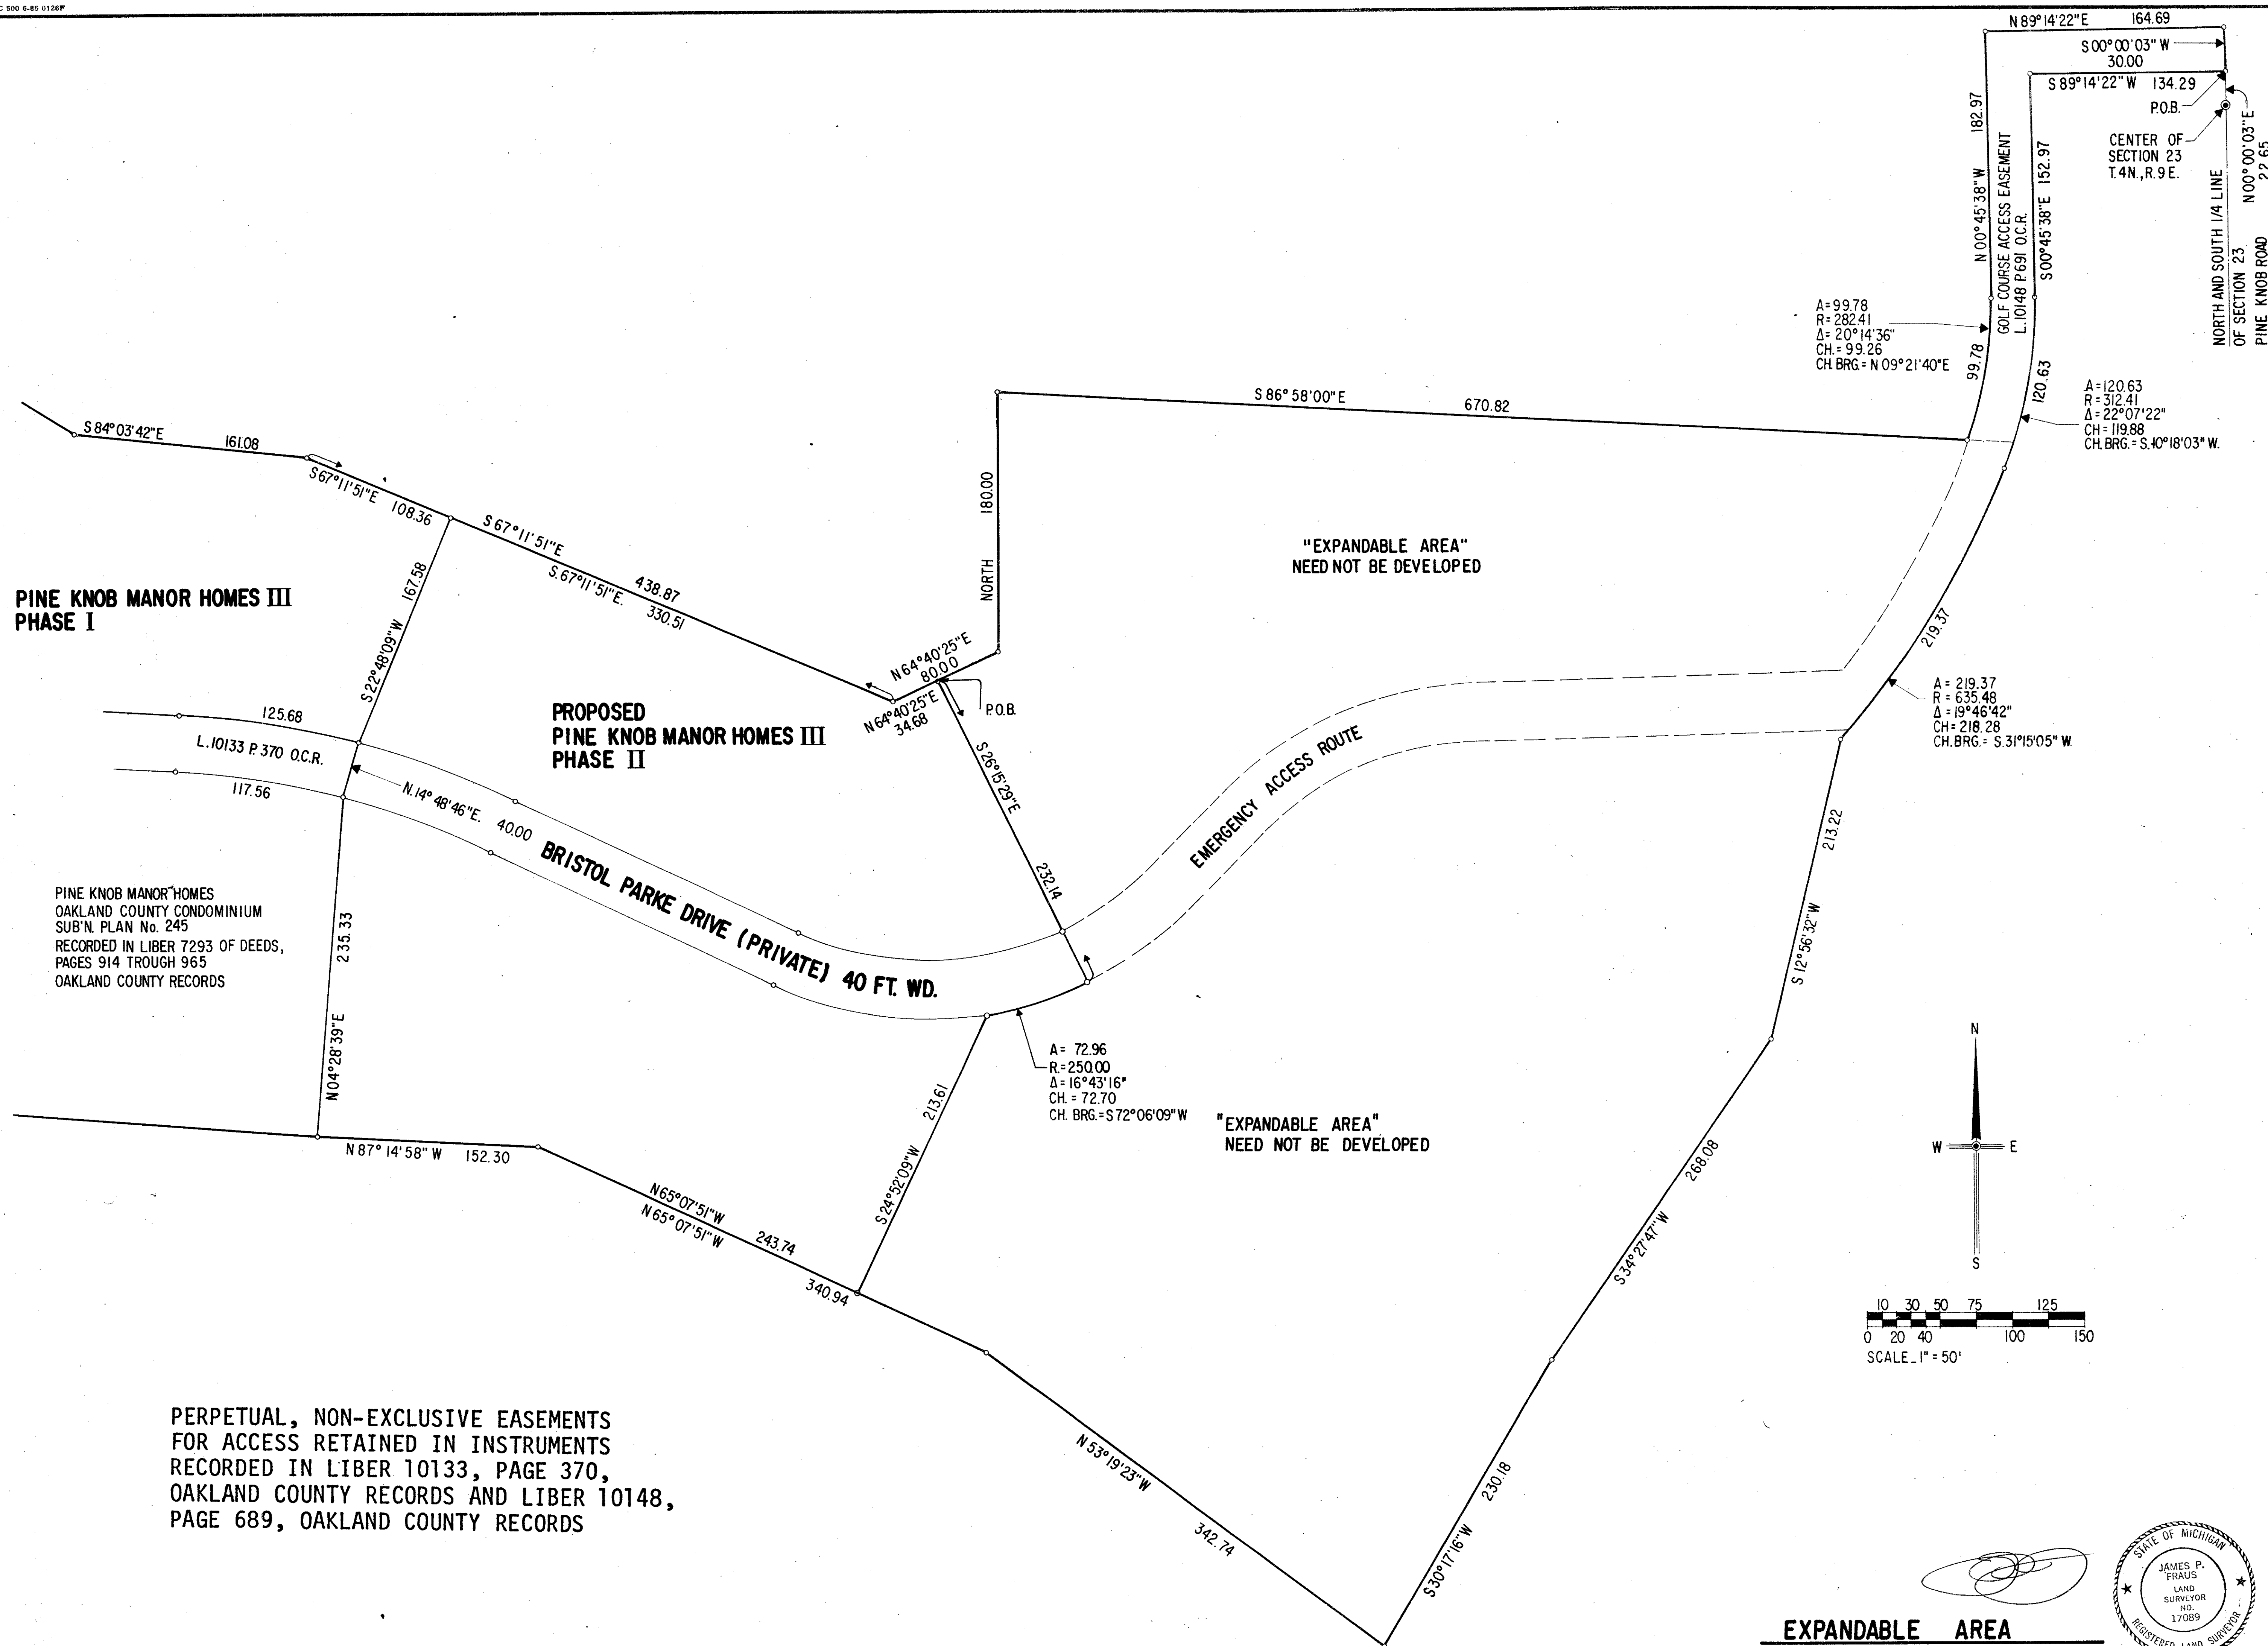 C 500 6-85 0126F
N 89°14'22"E 164.69
S 00°00'03" W
30.00
S 89°14'22" W 134.29
P.O.B.
CENTER OF
SECTION 23
T.4N.,R.9E.
N 00°00'03"E
22.65
NORTH AND SOUTH 1/4 LINE
OF SECTION 23
PINE KNOB ROAD
N 00°45'38"W 182.97
GOLF COURSE ACCESS EASEMENT
L.10148 P.691 O.C.R.
S 00°45'38"E 152.97
A=99.78
R=282.41
Δ=20°14'36"
CH.=99.26
CH. BRG.= N 09°21'40"E
99.78
120.63
A=120.63
R=312.41
Δ=22°07'22"
CH=119.88
CH. BRG.=S.10°18'03" W.
S 86°58'00"E 670.82
S 84°03'42"E 161.08
S 67°11'51"E 108.36
S 67°11'51"E 438.87
S.67°11'51"E. 330.51
NORTH 180.00
"EXPANDABLE AREA"
NEED NOT BE DEVELOPED
PINE KNOB MANOR HOMES III
PHASE I
S 22°48'09"W 167.58
N 64°40'25"E
80.00
N 64°40'25"E
34.68
P.O.B.
219.37
A = 219.37
R = 635.48
Δ = 19°46'42"
CH = 218.28
CH. BRG.= S.31°15'05" W.
125.68
L.10133 P. 370 O.C.R.
117.56
N.14°48'46"E. 40.00
PROPOSED
PINE KNOB MANOR HOMES III
PHASE II
S 26°15'29"E 232.14
EMERGENCY ACCESS ROUTE
BRISTOL PARKE DRIVE (PRIVATE) 40 FT. WD.
PINE KNOB MANOR HOMES
OAKLAND COUNTY CONDOMINIUM
SUB'N. PLAN No. 245
RECORDED IN LIBER 7293 OF DEEDS,
PAGES 914 TROUGH 965
OAKLAND COUNTY RECORDS
N 04°28'39"E 235.33
S 12°56'32"W 213.22
A = 72.96
R.=250.00
Δ=16°43'16"
CH. = 72.70
CH. BRG.=S 72°06'09"W
"EXPANDABLE AREA"
NEED NOT BE DEVELOPED
S 24°52'09"W 213.61
N 87°14'58" W 152.30
N 65°07'51"W 243.74
N 65°07'51"W 340.94
S 34°27'47"W 268.08
N
W E
S
10 30 50 75 125
0 20 40 100 150
SCALE_1" = 50'
N 53°19'23"W 342.74
S 30°17'16"W 230.18
PERPETUAL, NON-EXCLUSIVE EASEMENTS
FOR ACCESS RETAINED IN INSTRUMENTS
RECORDED IN LIBER 10133, PAGE 370,
OAKLAND COUNTY RECORDS AND LIBER 10148,
PAGE 689, OAKLAND COUNTY RECORDS
STATE OF MICHIGAN
JAMES P.
FRAUS
LAND
SURVEYOR
NO.
17089
REGISTERED LAND SURVEYOR
EXPANDABLE AREA